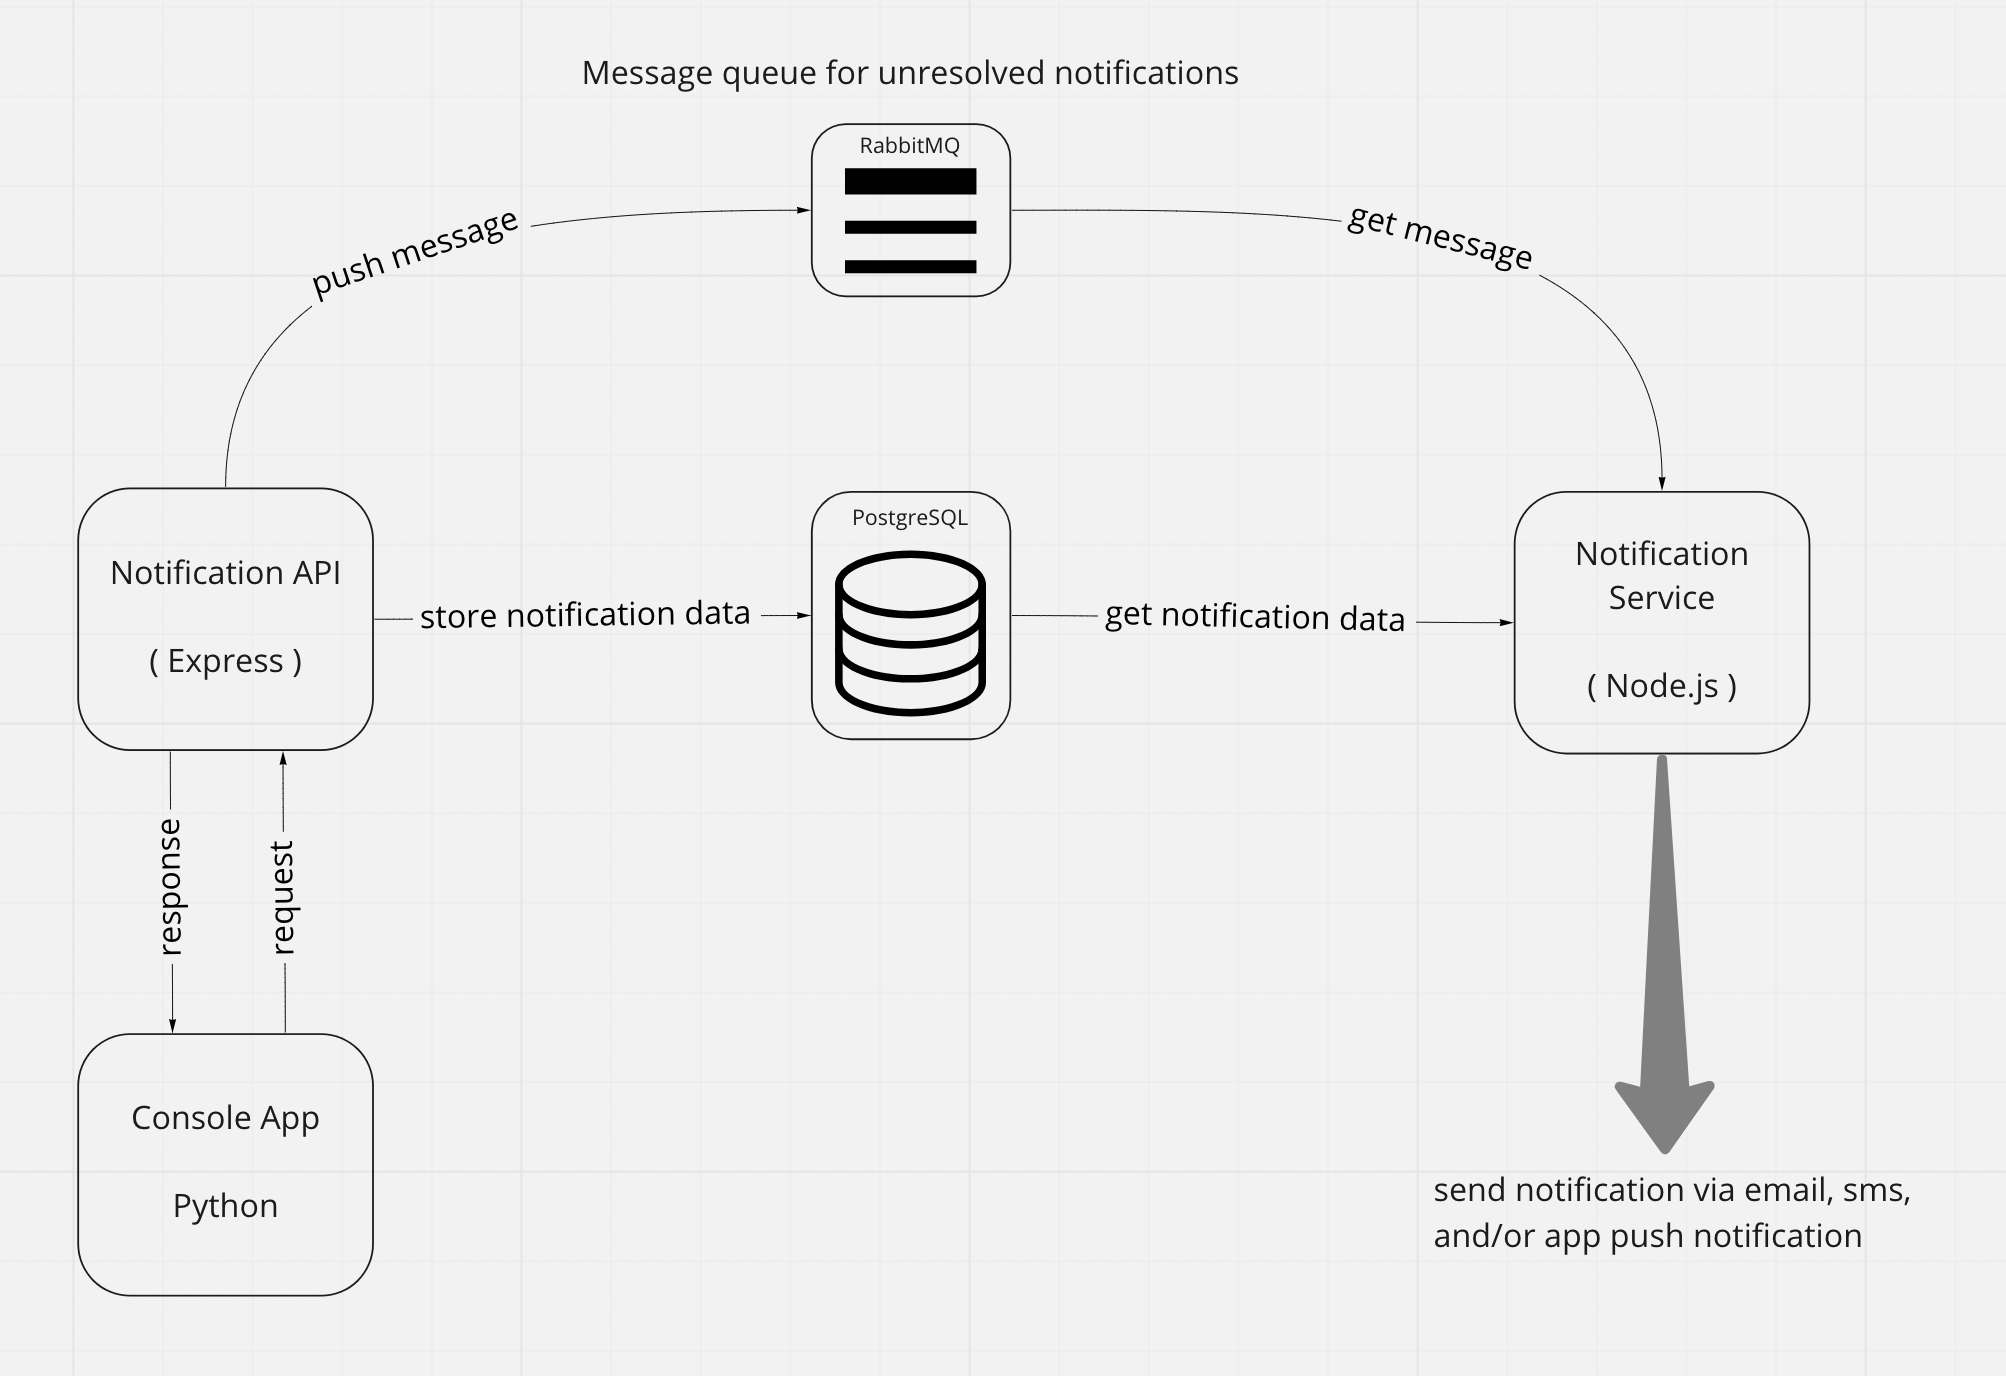 Message queue for unresolved notifications
RabbitMQ
push message
get message
Notification API
( Express )
store notification data
PostgreSQL
get notification data
Notification
Service
( Node.js )
response
request
Console App
Python
send notification via email, sms,
and/or app push notification